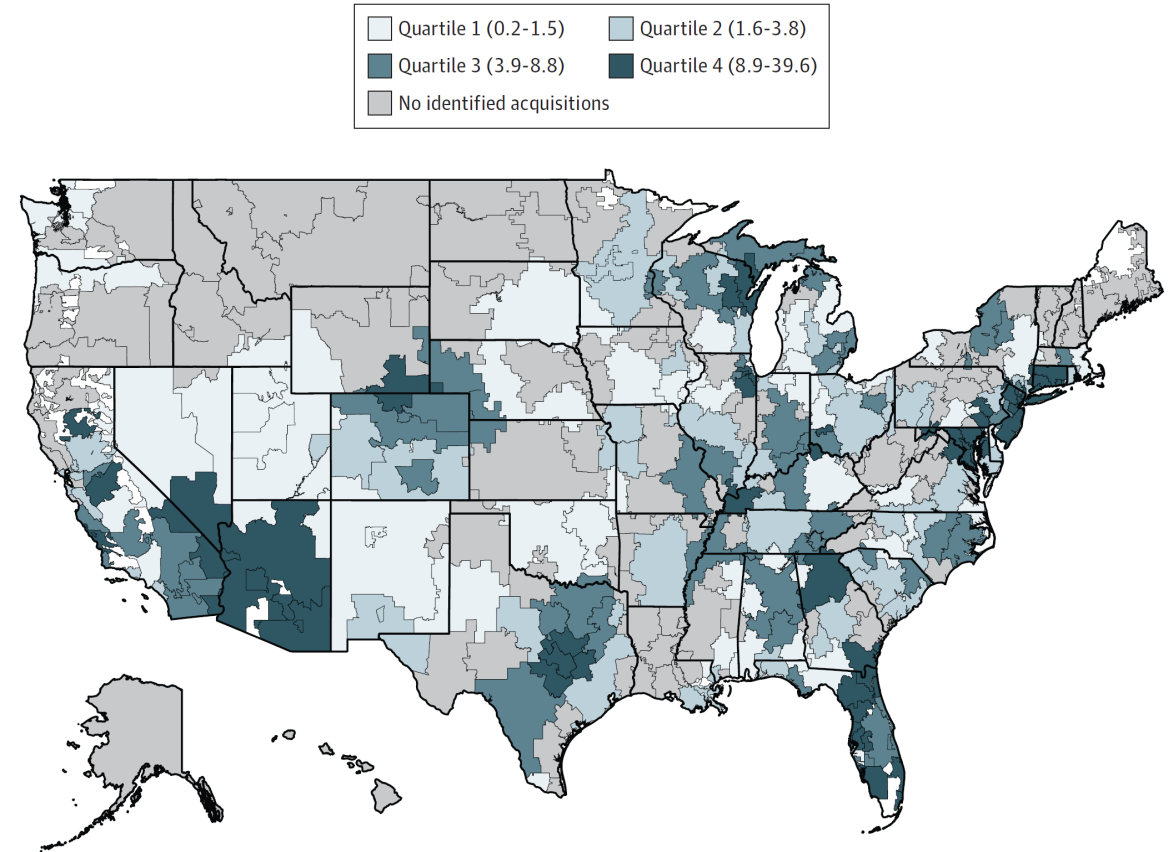 Quartile 1 (0.2-1.5) Quartile 2 (1.6-3.8)
Quartile 3 (3.9-8.8) Quartile 4 (8.9-39.6)
No identified acquisitions